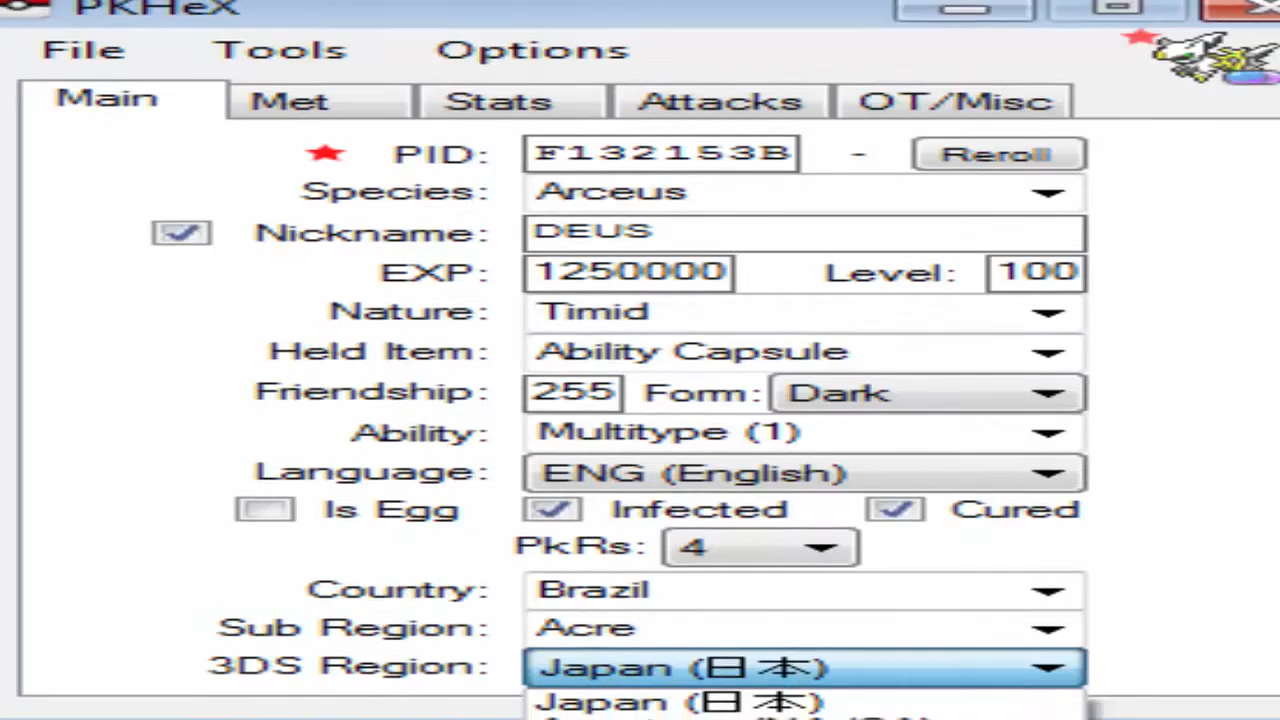 PKHeX
File Tools Options
Main Met Stats Attacks OT/Misc
PID: F132153B - Reroll
Species: Arceus
Nickname: DEUS
EXP: 1250000 Level: 100
Nature: Timid
Held Item: Ability Capsule
Friendship: 255 Form: Dark
Ability: Multitype (1)
Language: ENG (English)
Is Egg Infected Cured
PkRs: 4
Country: Brazil
Sub Region: Acre
3DS Region: Japan (日本)
Japan (日本)